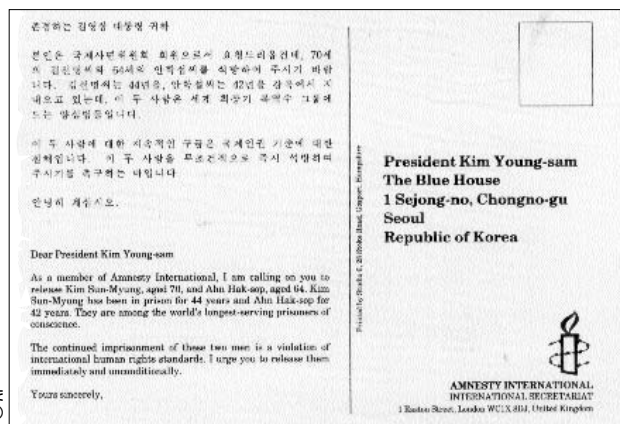 존경하는 김영삼 대통령 귀하
본인은 국제사면위원회 회원으로서 요청드리옵건데, 70세
의 김선명씨와 64세의 안학섭씨를 석방하여 주시기 바랍
니다. 김선명씨는 44년을, 안학섭씨는 42년을 감옥에서 지
내오고 있는데, 이 두 사람은 세계 최장기 복역수 그룹에
드는 양심범들입니다.
이 두 사람에 대한 지속적인 구금은 국제인권 기준에 대한
침해입니다. 이 두 사람을 무조건적으로 즉시 석방하여
주시기를 촉구하는 바입니다
안녕히 계십시오.
Dear President Kim Young-sam
As a member of Amnesty International, I am calling on you to
release Kim Sun-Myung, aged 70, and Ahn Hak-sop, aged 64. Kim
Sun-Myung has been in prison for 44 years and Ahn Hak-sop for
42 years. They are among the world's longest-serving prisoners of
conscience.
The continued imprisonment of these two men is a violation of
international human rights standards. I urge you to release them
immediately and unconditionally.
Yours sincerely,
Printed by Studio 6, Road, Gosport, Hampshire
President Kim Young-sam
The Blue House
1 Sejong-no, Chongno-gu
Seoul
Republic of Korea
AMNESTY INTERNATIONAL
INTERNATIONAL SECRETARIAT
1 Easton Street, London WC1X 8DJ, United Kingdom